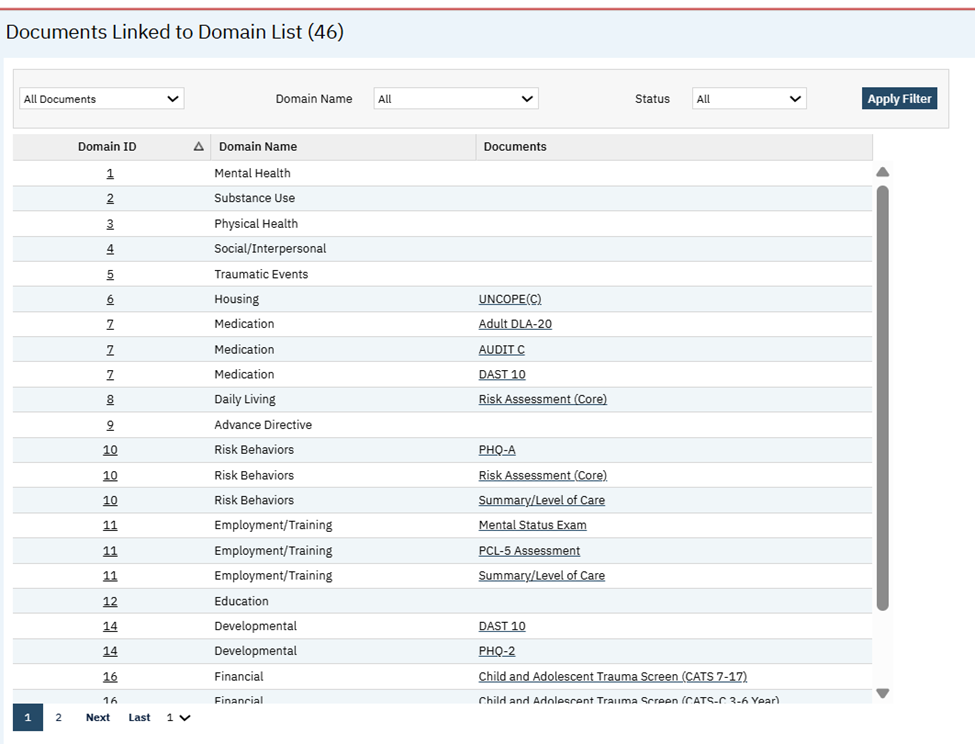 Documents Linked to Domain List (46)
All Documents Domain Name All Status All Apply Filter
Domain ID Domain Name Documents
1 Mental Health
2 Substance Use
3 Physical Health
4 Social/Interpersonal
5 Traumatic Events
6 Housing UNCOPE(C)
7 Medication Adult DLA-20
7 Medication AUDIT C
7 Medication DAST 10
8 Daily Living Risk Assessment (Core)
9 Advance Directive
10 Risk Behaviors PHQ-A
10 Risk Behaviors Risk Assessment (Core)
10 Risk Behaviors Summary/Level of Care
11 Employment/Training Mental Status Exam
11 Employment/Training PCL-5 Assessment
11 Employment/Training Summary/Level of Care
12 Education
14 Developmental DAST 10
14 Developmental PHQ-2
16 Financial Child and Adolescent Trauma Screen (CATS 7-17)
16 Financial Child and Adolescent Trauma Screen (CATS-C 3-6 Year)
1 2 Next Last 1